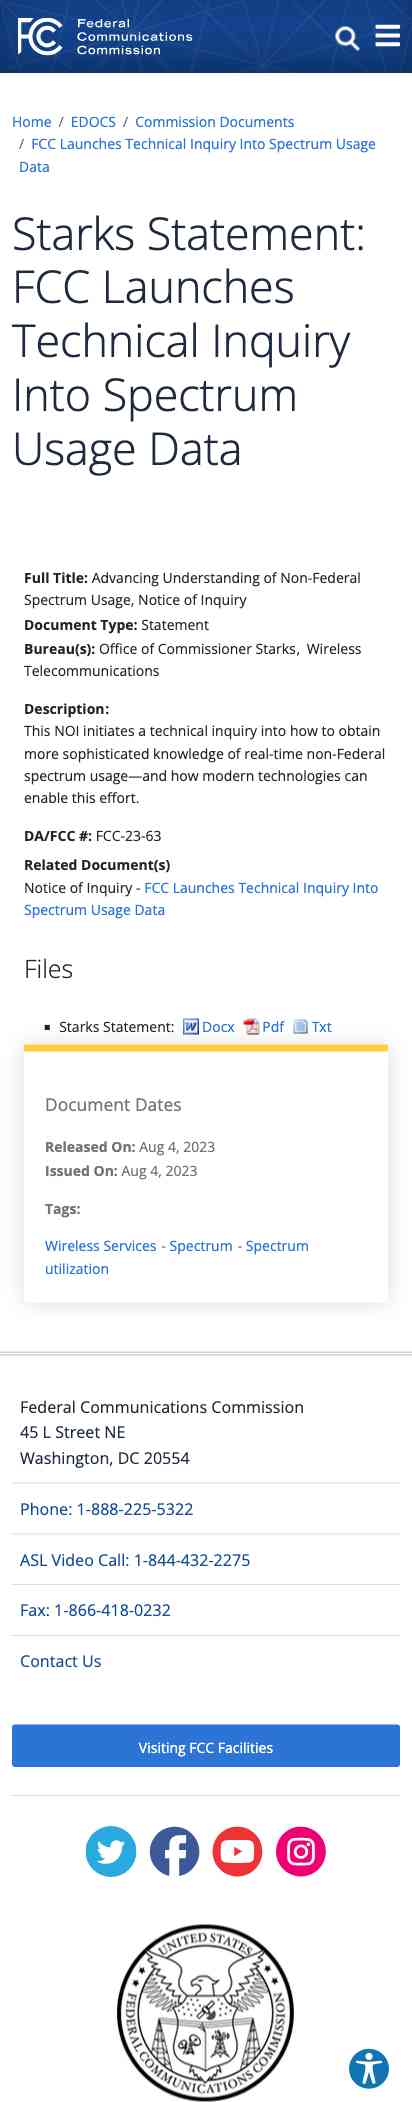 FC Federal
Communications
Commission
Home / EDOCS / Commission Documents
/ FCC Launches Technical Inquiry Into Spectrum Usage
Data
Starks Statement:
FCC Launches
Technical Inquiry
Into Spectrum
Usage Data
Full Title: Advancing Understanding of Non-Federal
Spectrum Usage, Notice of Inquiry
Document Type: Statement
Bureau(s): Office of Commissioner Starks, Wireless
Telecommunications
Description:
This NOI initiates a technical inquiry into how to obtain
more sophisticated knowledge of real-time non-Federal
spectrum usage—and how modern technologies can
enable this effort.
DA/FCC #: FCC-23-63
Related Document(s)
Notice of Inquiry - FCC Launches Technical Inquiry Into
Spectrum Usage Data
Files
▪ Starks Statement: Docx Pdf Txt
Document Dates
Released On: Aug 4, 2023
Issued On: Aug 4, 2023
Tags:
Wireless Services - Spectrum - Spectrum
utilization
Federal Communications Commission
45 L Street NE
Washington, DC 20554
Phone: 1-888-225-5322
ASL Video Call: 1-844-432-2275
Fax: 1-866-418-0232
Contact Us
Visiting FCC Facilities
UNITED STATES
FEDERAL COMMUNICATIONS COMMISSION